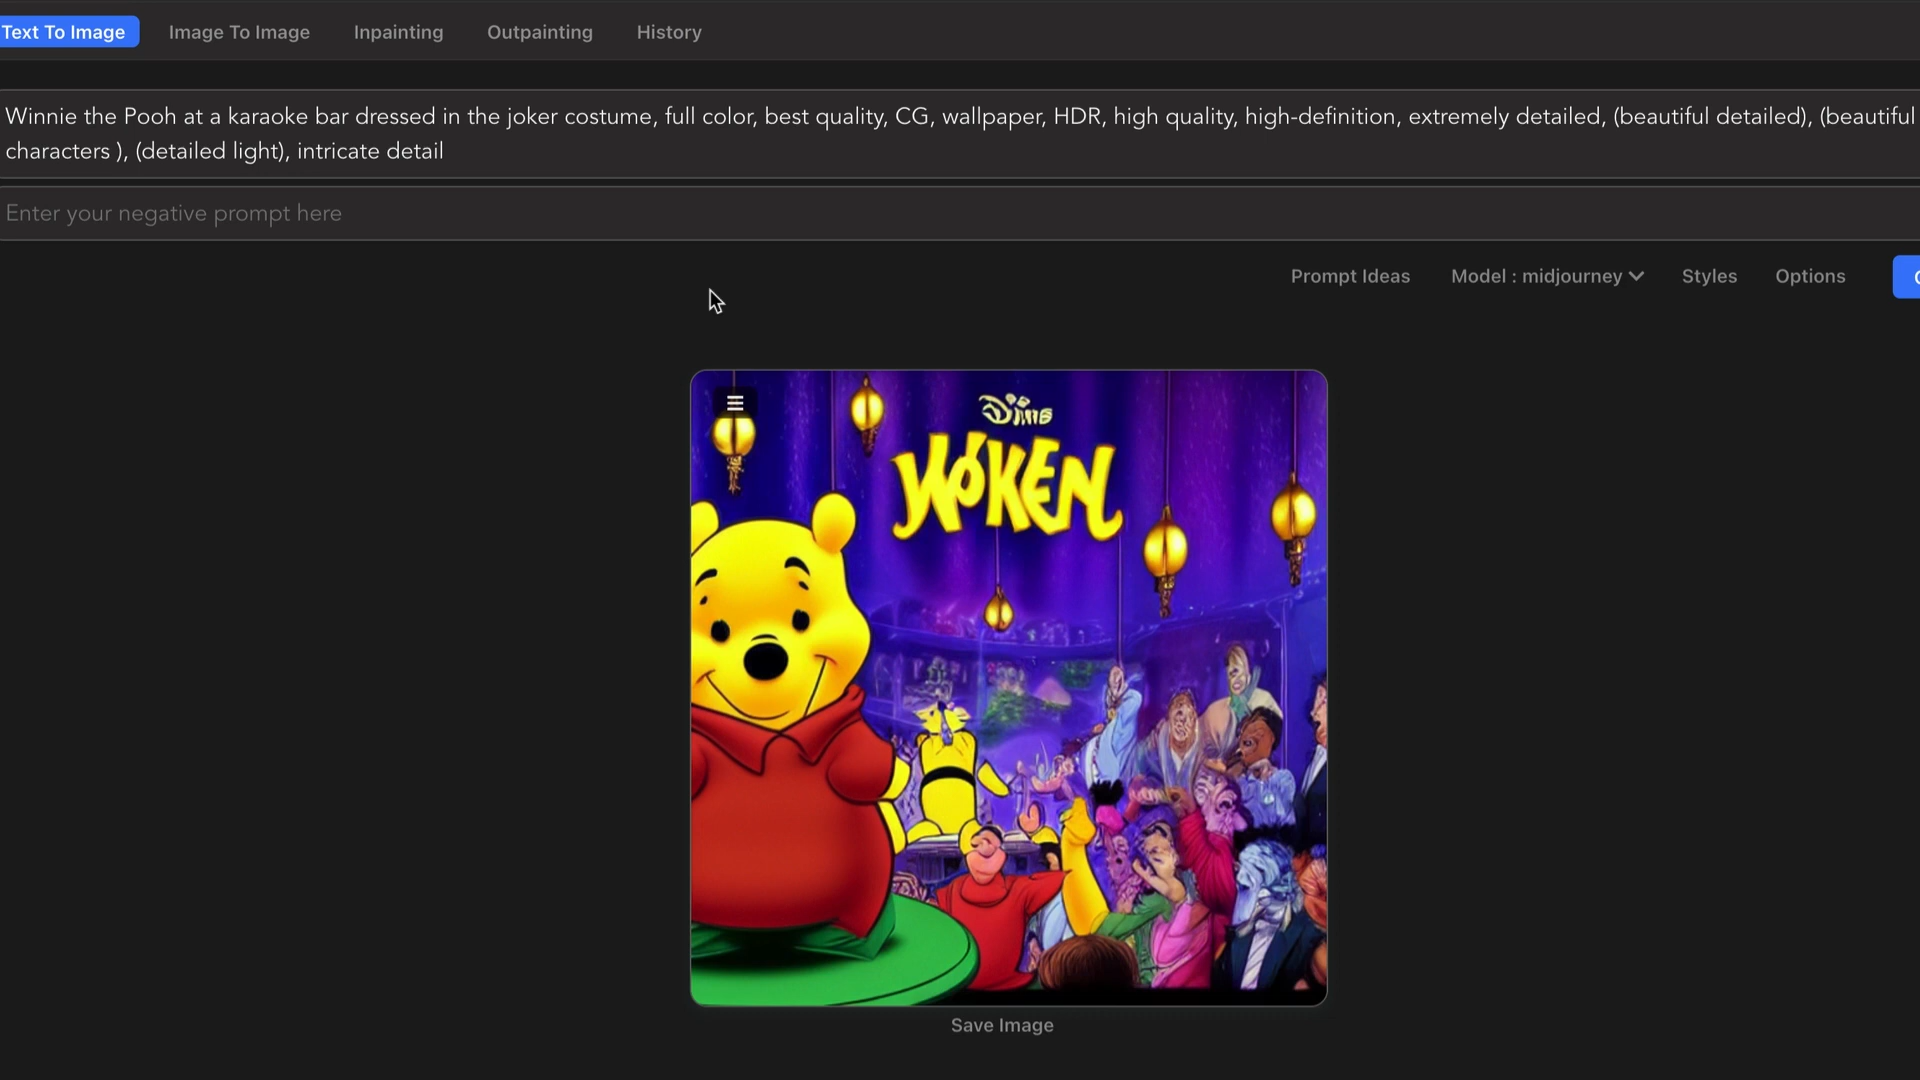 Text To Image
Image To Image
Inpainting
Outpainting
History
Winnie the Pooh at a karaoke bar dressed in the joker costume, full color, best quality, CG, wallpaper, HDR, high quality, high-definition, extremely detailed, (beautiful detailed), (beautiful
characters ), (detailed light), intricate detail
Enter your negative prompt here
Prompt Ideas
Model : midjourney
Styles
Options
WOKEN
Save Image